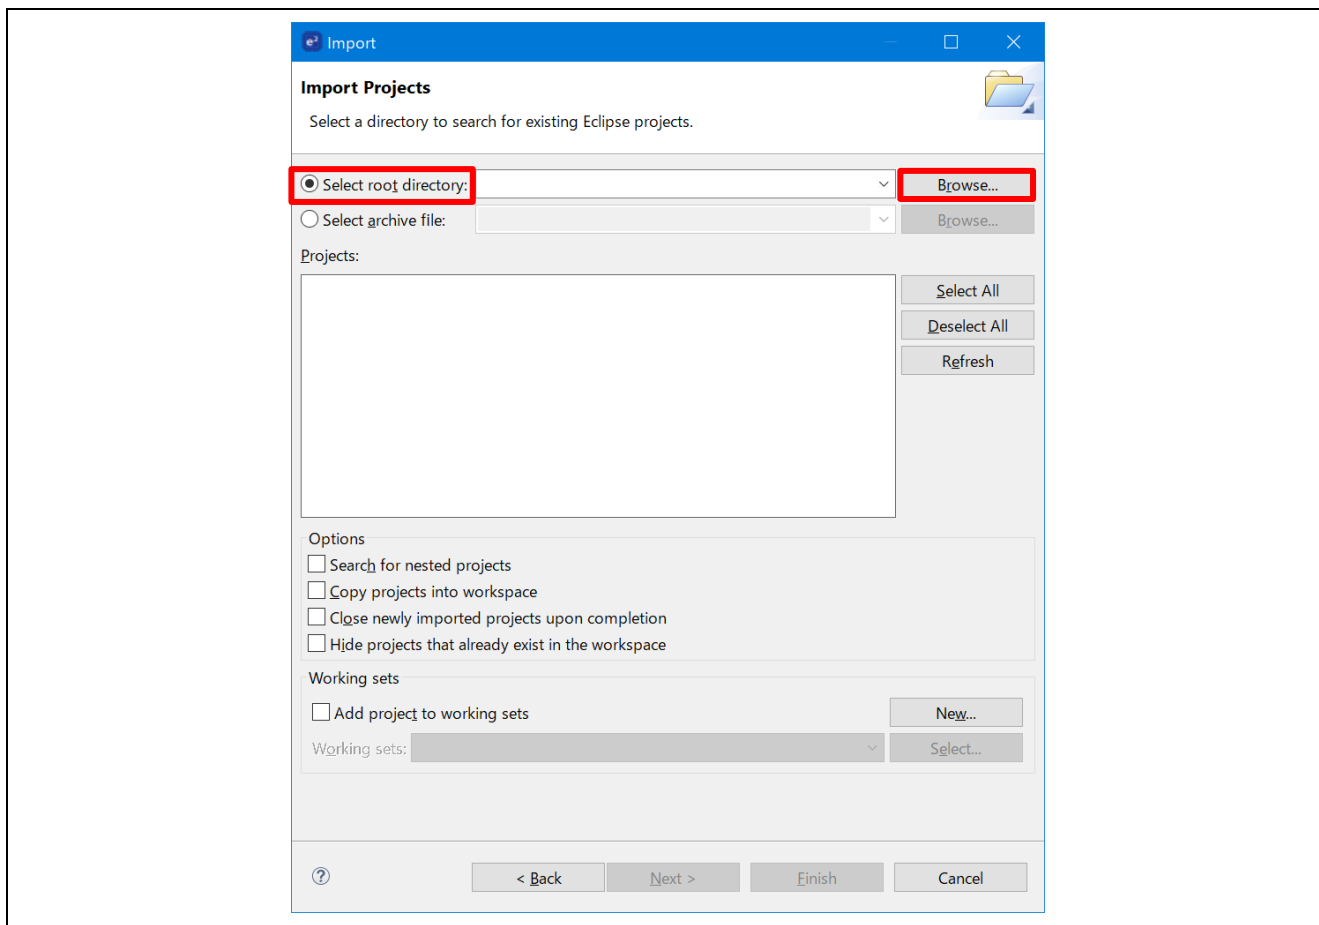 e² Import
Import Projects
Select a directory to search for existing Eclipse projects.
Select root directory: Browse...
Select archive file: Browse...
Projects:
Select All
Deselect All
Refresh
Options
Search for nested projects
Copy projects into workspace
Close newly imported projects upon completion
Hide projects that already exist in the workspace
Working sets
Add project to working sets New...
Working sets: Select...
? < Back Next > Finish Cancel